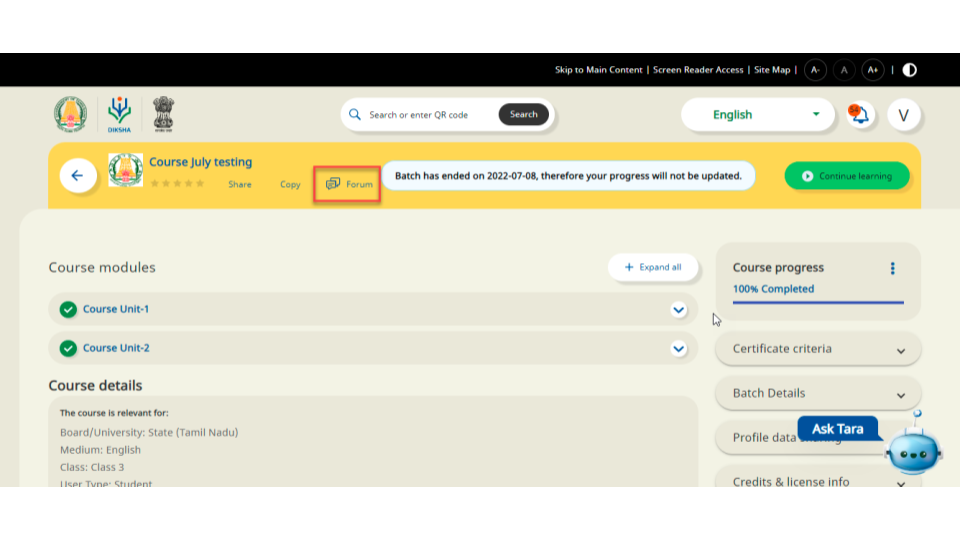 Skip to Main Content | Screen Reader Access | Site Map | A- A A+ |
DIKSHA
Search or enter QR code Search
English
V
Course July testing
Share Copy Forum
Batch has ended on 2022-07-08, therefore your progress will not be updated.
Continue learning
Course modules
+ Expand all
Course Unit-1
Course Unit-2
Course details
The course is relevant for:
Board/University: State (Tamil Nadu)
Medium: English
Class: Class 3
User Type: Student
Course progress
100% Completed
Certificate criteria
Batch Details
Ask Tara
Profile data sharing
Credits & license info